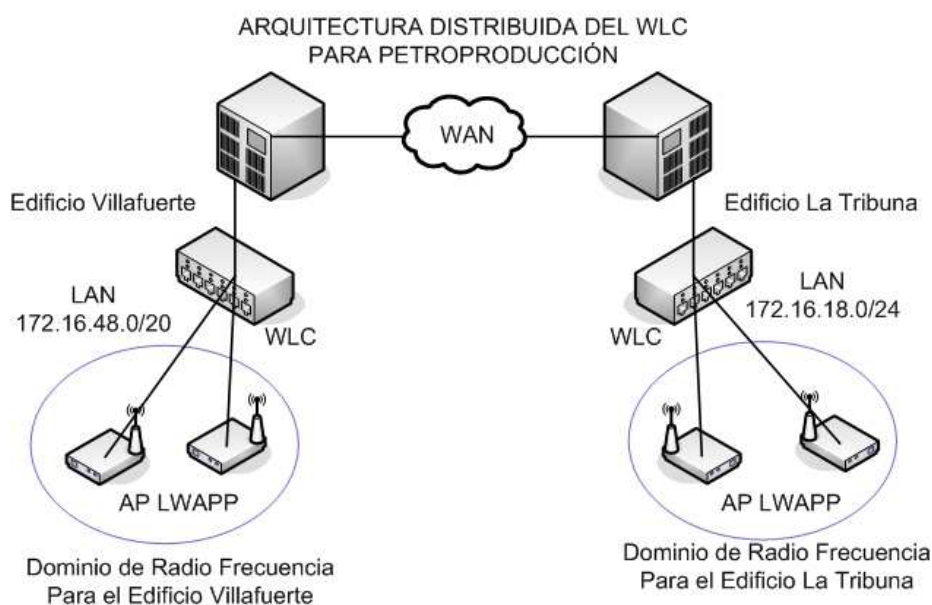 ARQUITECTURA DISTRIBUIDA DEL WLC
PARA PETROPRODUCCIÓN
WAN
Edificio Villafuerte
Edificio La Tribuna
LAN
172.16.48.0/20
WLC
LAN
172.16.18.0/24
WLC
AP LWAPP
AP LWAPP
Dominio de Radio Frecuencia
Para el Edificio Villafuerte
Dominio de Radio Frecuencia
Para el Edificio La Tribuna